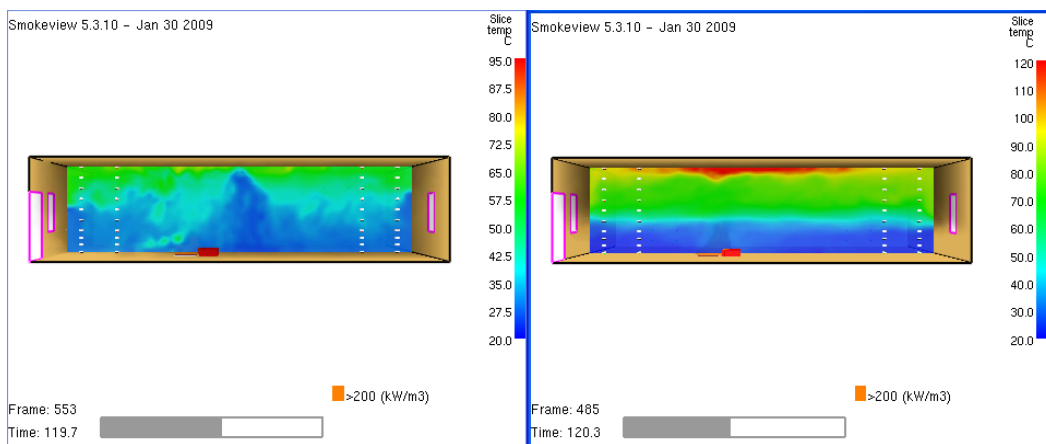 Smokeview 5.3.10 – Jan 30 2009
Slice
temp
C
95.0
87.5
80.0
72.5
65.0
57.5
50.0
42.5
35.0
27.5
20.0
>200 (kW/m3)
Frame: 553
Time: 119.7
Smokeview 5.3.10 – Jan 30 2009
Slice
temp
C
120
110
100
90.0
80.0
70.0
60.0
50.0
40.0
30.0
20.0
>200 (kW/m3)
Frame: 485
Time: 120.3